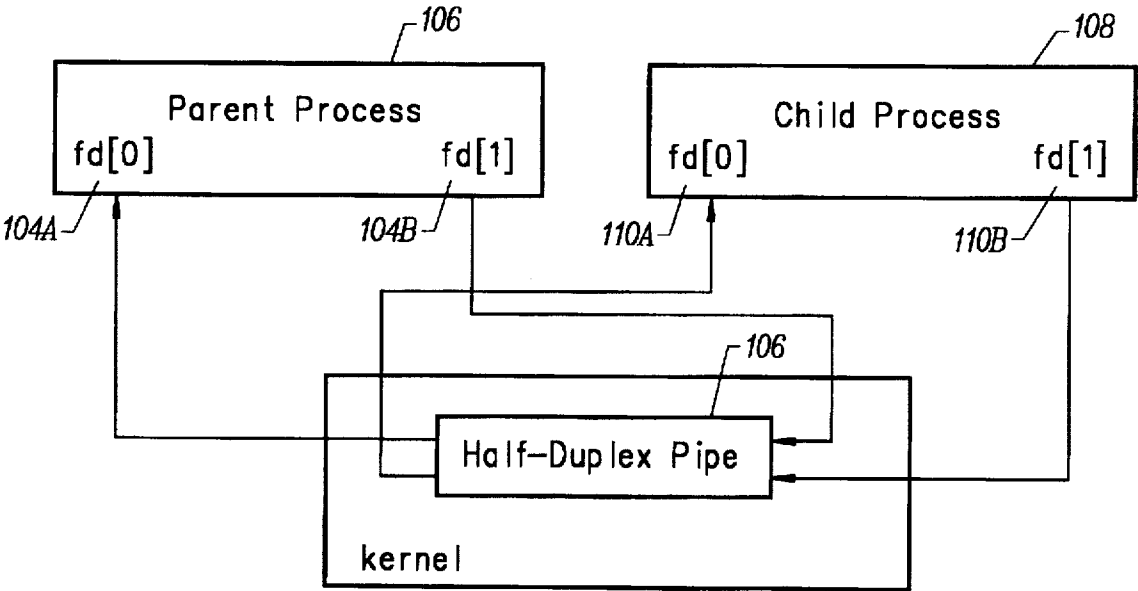 106
108
Parent Process
Child Process
fd[0]
fd[1]
fd[0]
fd[1]
104A
104B
110A
110B
106
Half-Duplex Pipe
kernel